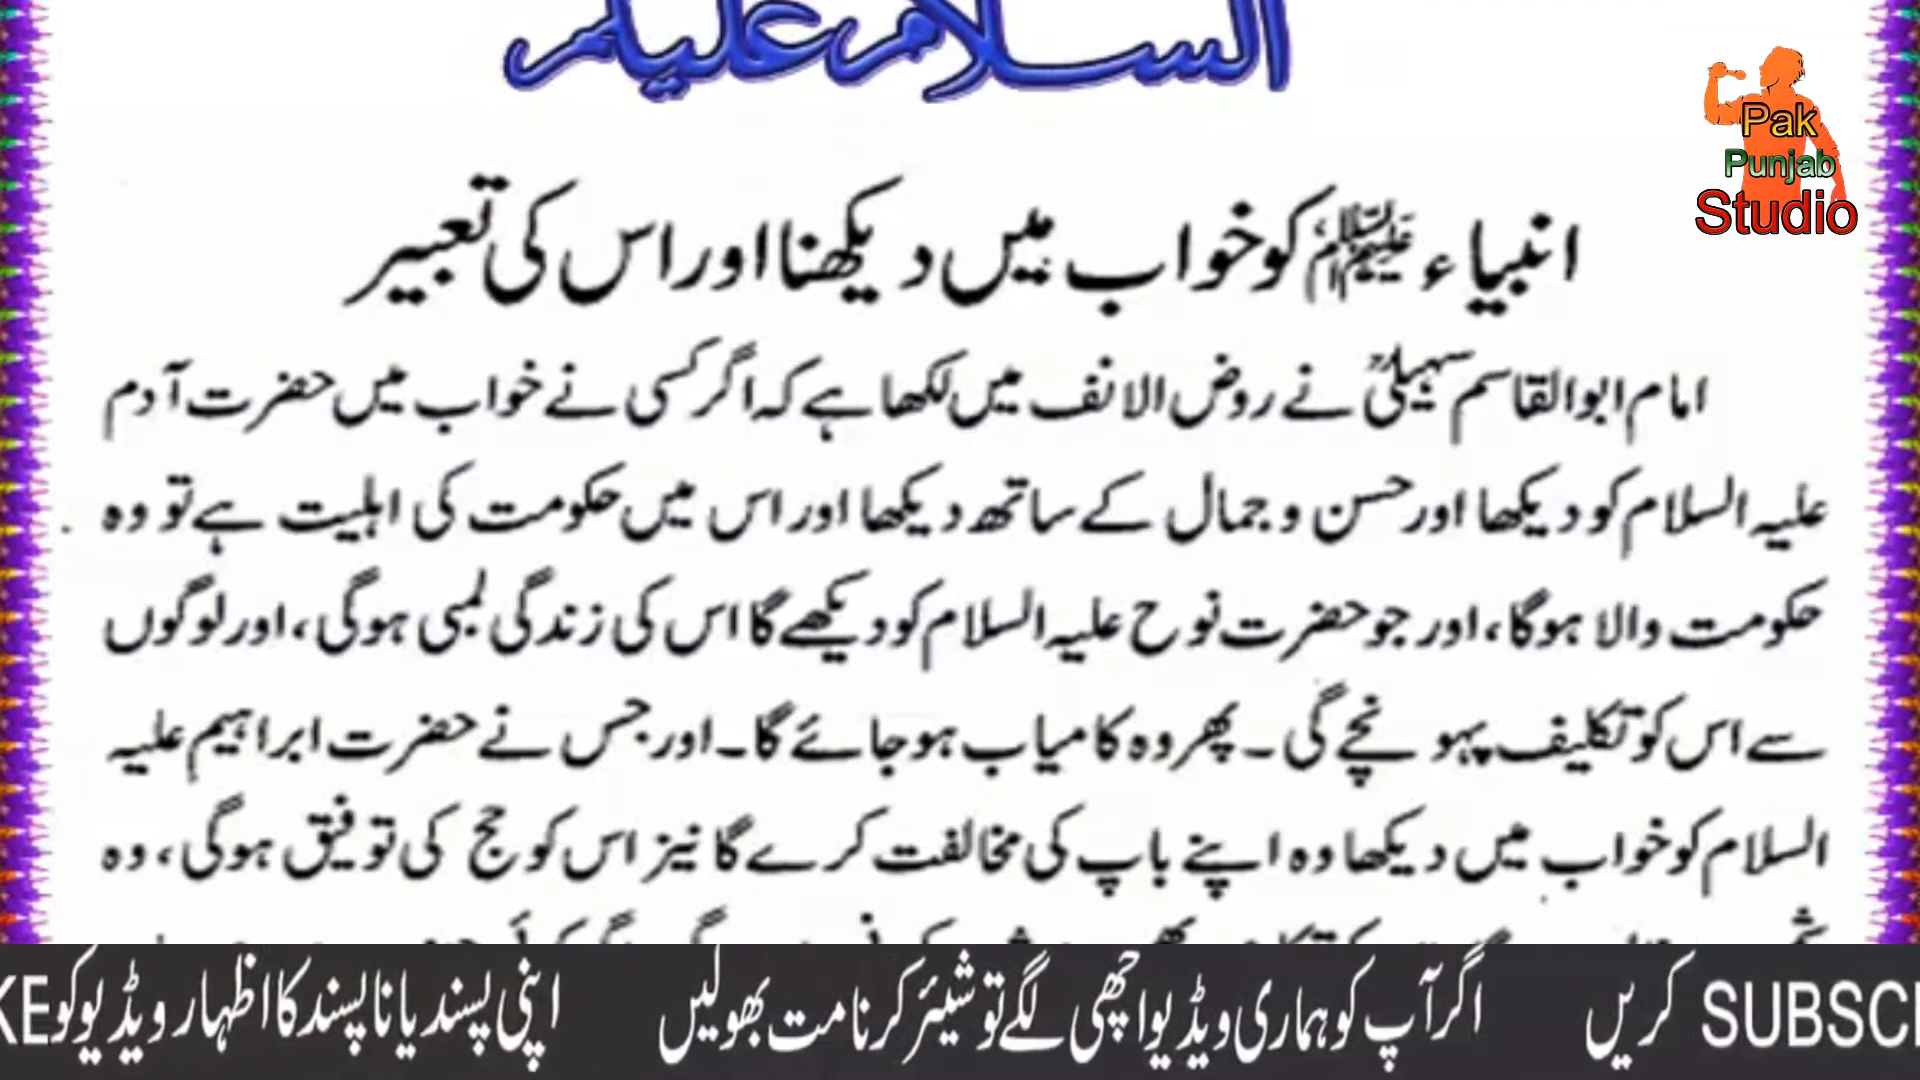 السلام علیکم
Pak
Punjab
Studio
انبیاء علیہم السلام کو خواب میں دیکھنا اور اس کی تعبیر
امام ابوالقاسم سہیلیؒ نے روض الانف میں لکھا ہے کہ اگر کسی نے خواب میں حضرت آدم
علیہ السلام کو دیکھا اور حسن و جمال کے ساتھ دیکھا اور اس میں حکومت کی اہلیت ہے تو وہ
حکومت والا ہوگا، اور جو حضرت نوح علیہ السلام کو دیکھے گا اس کی زندگی لمبی ہوگی، اور لوگوں
سے اس کو تکلیف پہونچے گی۔ پھر وہ کامیاب ہو جائے گا۔ اور جس نے حضرت ابراہیم علیہ
السلام کو خواب میں دیکھا وہ اپنے باپ کی مخالفت کرے گا نیز اس کو حج کی توفیق ہوگی، وہ
SUBSC کریں اگر آپ کو ہماری ویڈیو اچھی لگے تو شیئر کرنا مت بھولیں اپنی پسند یا ناپسند کا اظہار ویڈیو کو KE